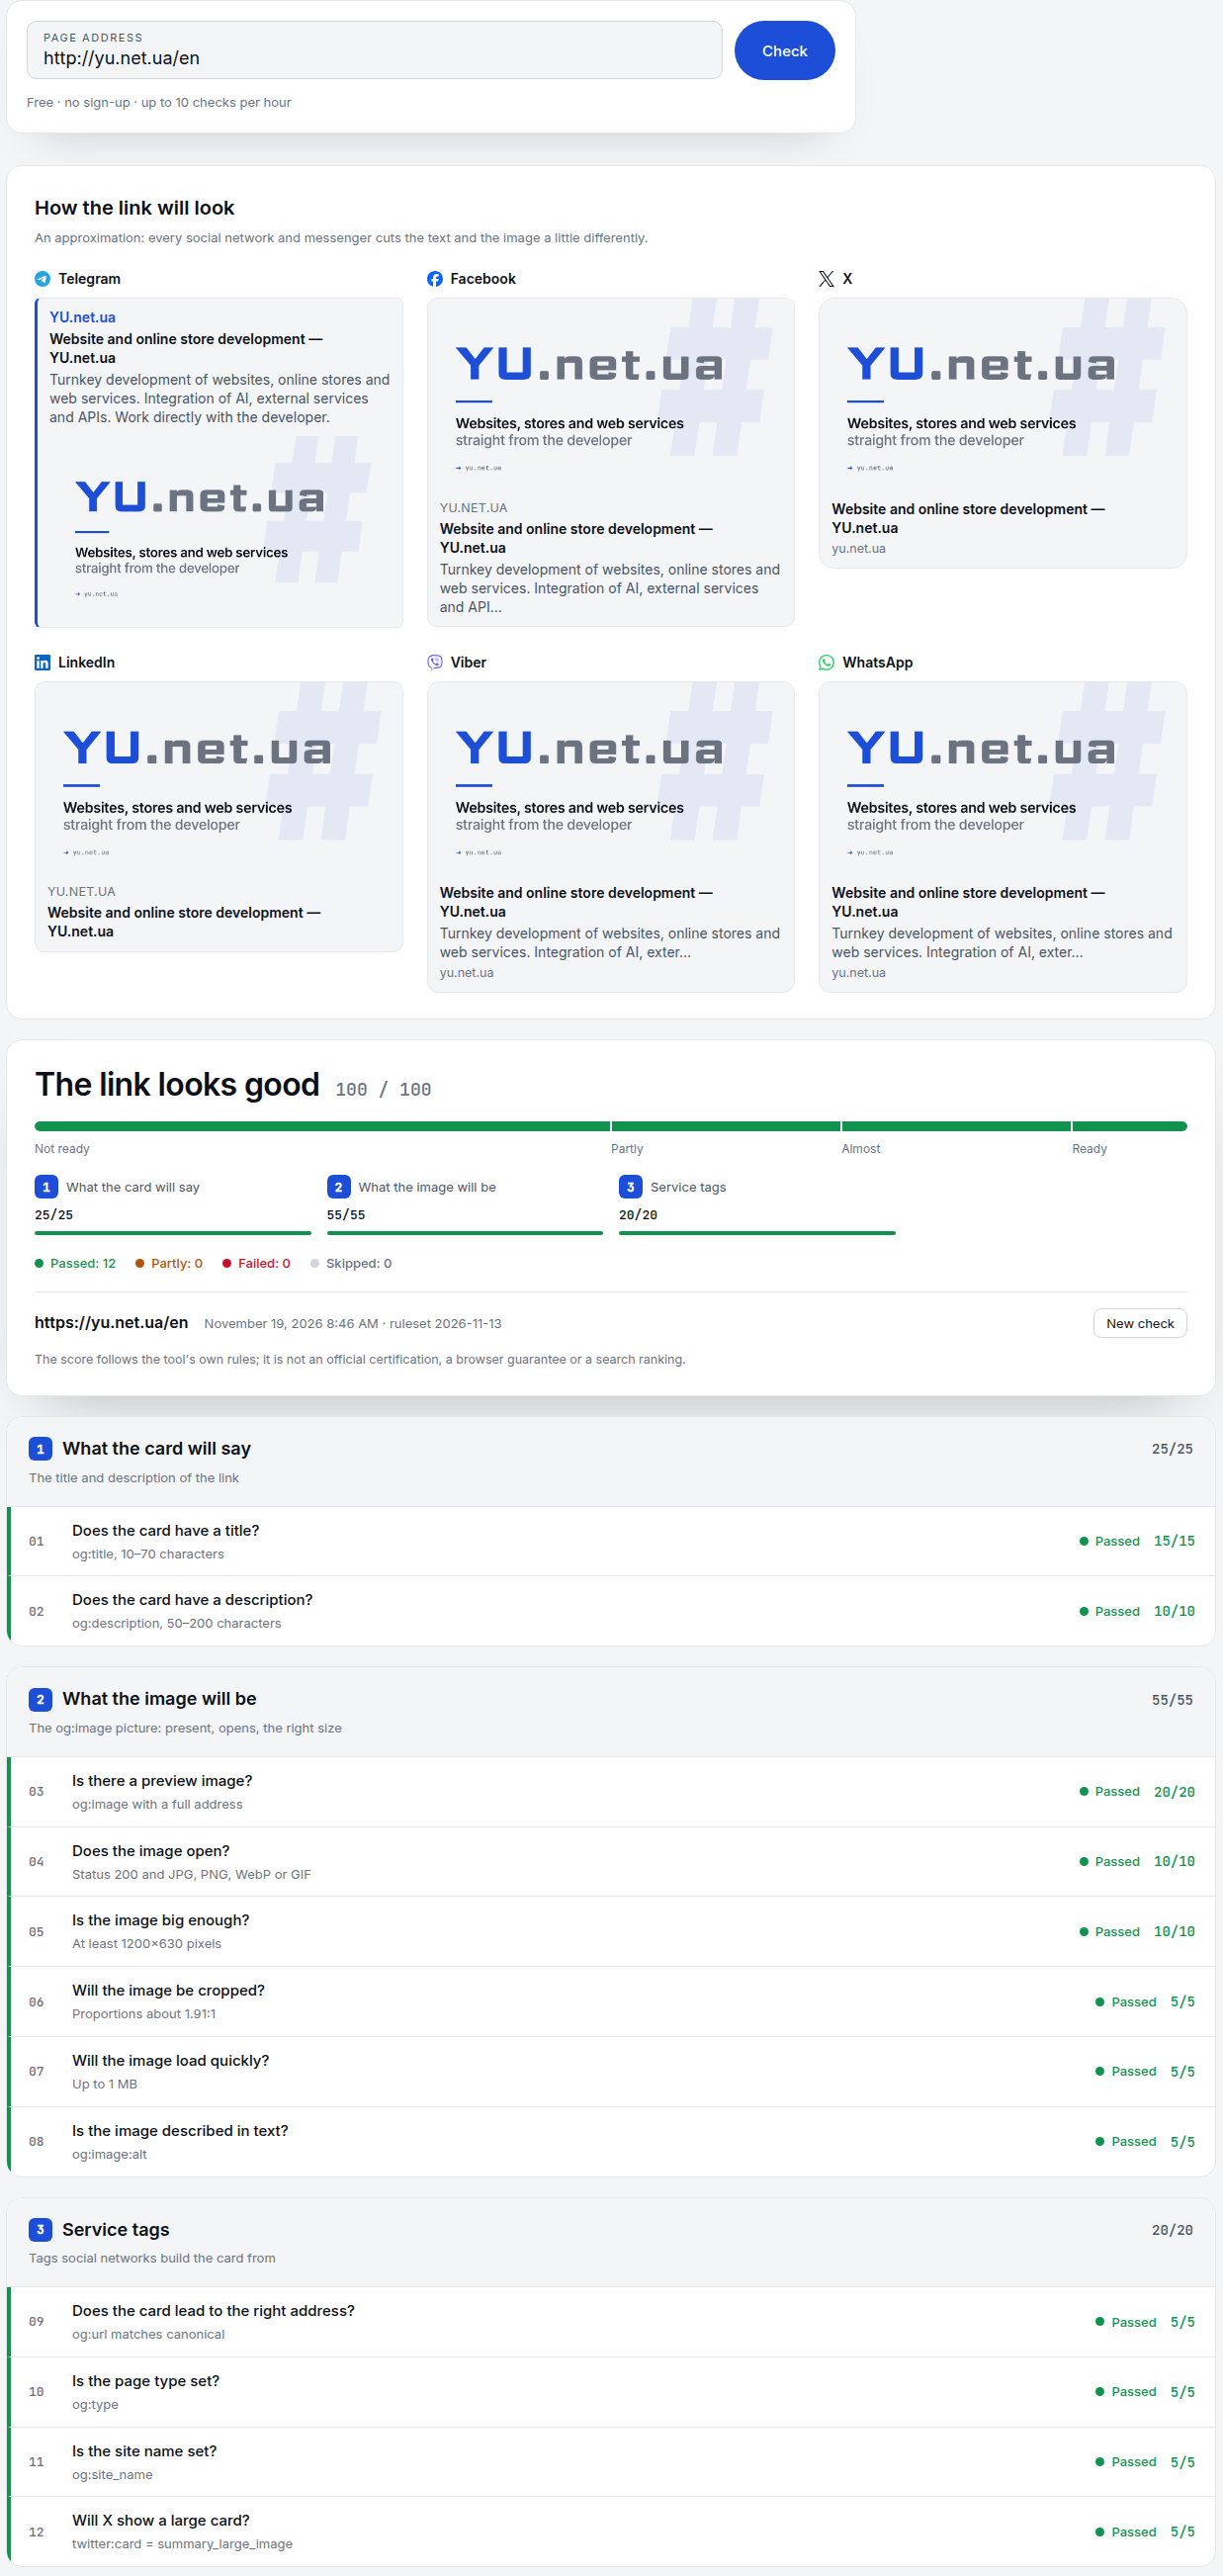 PAGE ADDRESS
http://yu.net.ua/en
Check
Free · no sign-up · up to 10 checks per hour
How the link will look
An approximation: every social network and messenger cuts the text and the image a little differently.
Telegram
YU.net.ua
Website and online store development —
YU.net.ua
Turnkey development of websites, online stores and
web services. Integration of AI, external services
and APIs. Work directly with the developer.
#
YU.net.ua
Websites, stores and web services
straight from the developer
→ yu.net.ua
Facebook
#
YU.net.ua
Websites, stores and web services
straight from the developer
→ yu.net.ua
YU.NET.UA
Website and online store development —
YU.net.ua
Turnkey development of websites, online stores and
web services. Integration of AI, external services
and API...
X
#
YU.net.ua
Websites, stores and web services
straight from the developer
→ yu.net.ua
Website and online store development —
YU.net.ua
yu.net.ua
LinkedIn
#
YU.net.ua
Websites, stores and web services
straight from the developer
→ yu.net.ua
YU.NET.UA
Website and online store development —
YU.net.ua
Viber
#
YU.net.ua
Websites, stores and web services
straight from the developer
→ yu.net.ua
Website and online store development —
YU.net.ua
Turnkey development of websites, online stores and
web services. Integration of AI, exter...
yu.net.ua
WhatsApp
#
YU.net.ua
Websites, stores and web services
straight from the developer
→ yu.net.ua
Website and online store development —
YU.net.ua
Turnkey development of websites, online stores and
web services. Integration of AI, exter...
yu.net.ua
The link looks good 100 / 100
Not ready Partly Almost Ready
1 What the card will say
25/25
2 What the image will be
55/55
3 Service tags
20/20
Passed: 12 Partly: 0 Failed: 0 Skipped: 0
https://yu.net.ua/en November 19, 2026 8:46 AM · ruleset 2026-11-13 New check
The score follows the tool's own rules; it is not an official certification, a browser guarantee or a search ranking.
1 What the card will say 25/25
The title and description of the link
01 Does the card have a title? Passed 15/15
og:title, 10–70 characters
02 Does the card have a description? Passed 10/10
og:description, 50–200 characters
2 What the image will be 55/55
The og:image picture: present, opens, the right size
03 Is there a preview image? Passed 20/20
og:image with a full address
04 Does the image open? Passed 10/10
Status 200 and JPG, PNG, WebP or GIF
05 Is the image big enough? Passed 10/10
At least 1200×630 pixels
06 Will the image be cropped? Passed 5/5
Proportions about 1.91:1
07 Will the image load quickly? Passed 5/5
Up to 1 MB
08 Is the image described in text? Passed 5/5
og:image:alt
3 Service tags 20/20
Tags social networks build the card from
09 Does the card lead to the right address? Passed 5/5
og:url matches canonical
10 Is the page type set? Passed 5/5
og:type
11 Is the site name set? Passed 5/5
og:site_name
12 Will X show a large card? Passed 5/5
twitter:card = summary_large_image